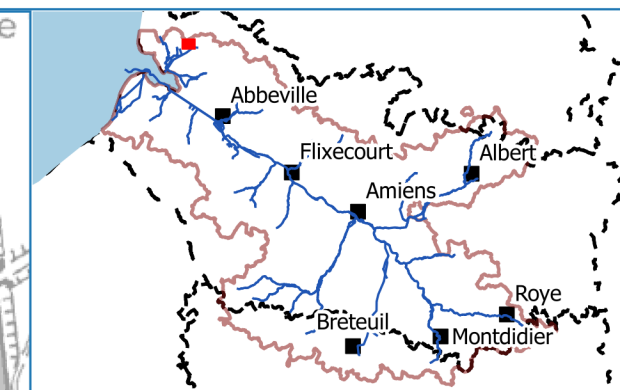 e
Abbeville
Flixecourt
Albert
Amiens
Roye
Breteuil
Montdidier